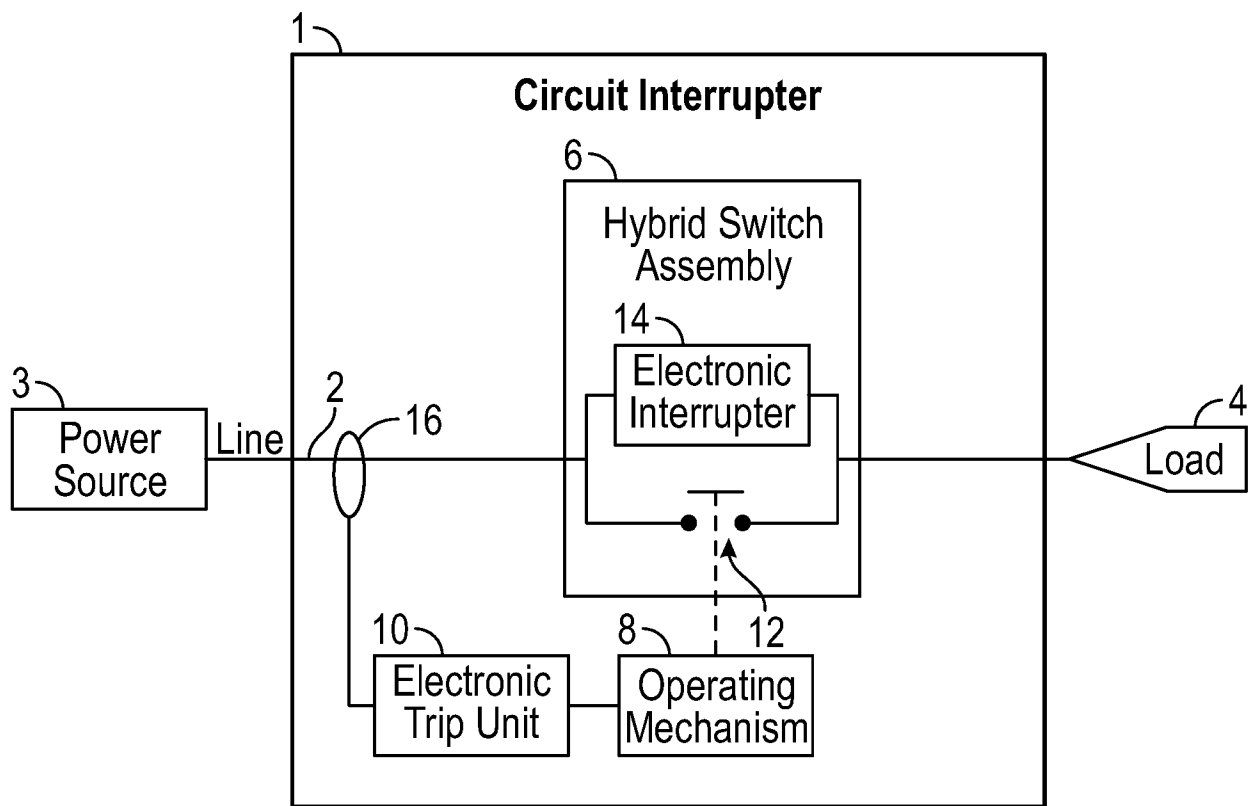 1
Circuit Interrupter
6
Hybrid Switch
Assembly
14
Electronic
Interrupter
3
Power
Source
Line
2
16
4
Load
12
10
Electronic
Trip Unit
8
Operating
Mechanism